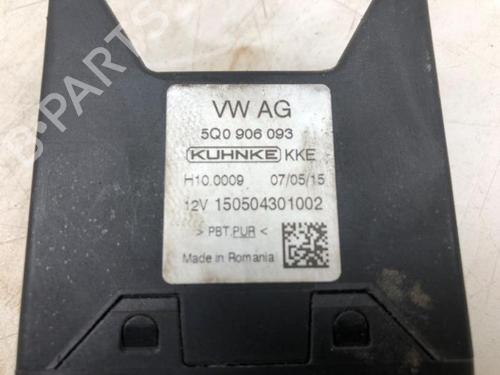 VW AG
5Q0 906 093
KUHNKE KKE
H10.0009 07/05/15
12V 150504301002
> PBT.PUR <
Made in Romania